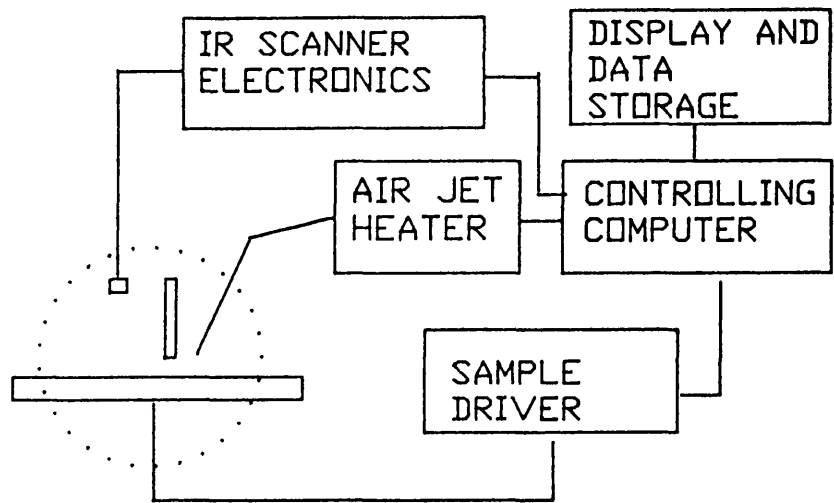 IR SCANNER
ELECTRONICS
DISPLAY AND
DATA
STORAGE
AIR JET
HEATER
CONTROLLING
COMPUTER
SAMPLE
DRIVER